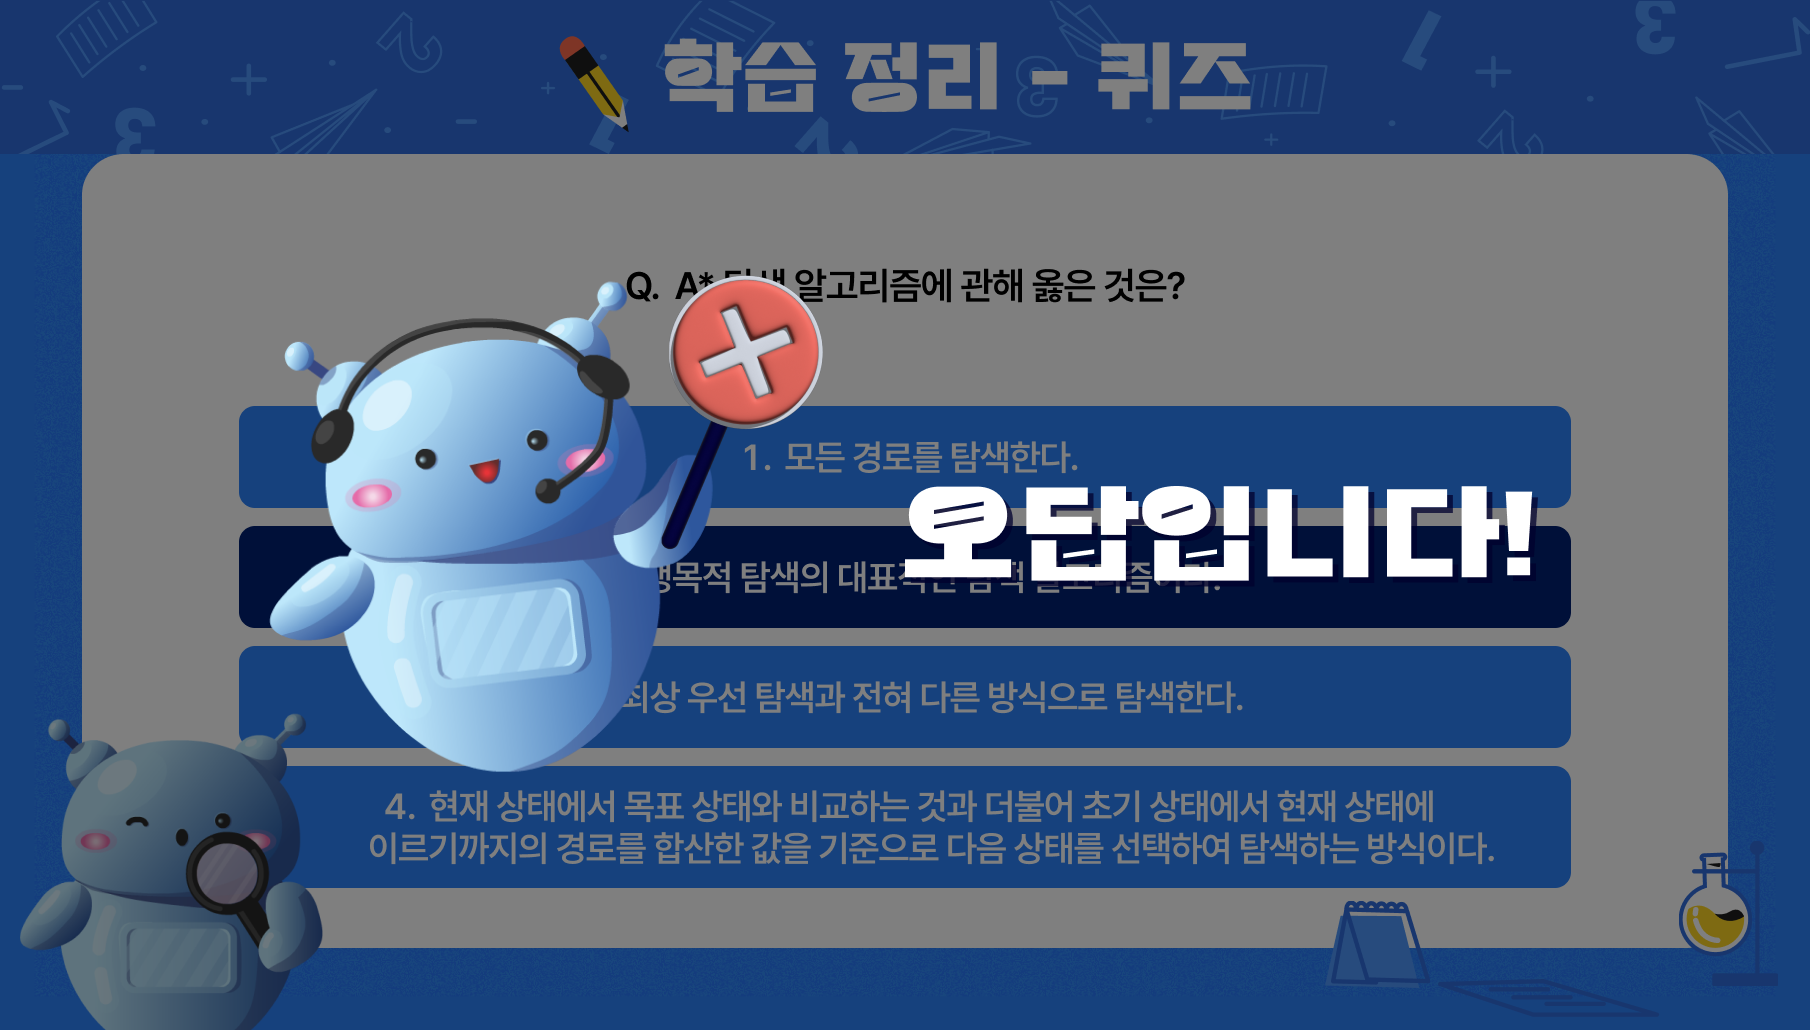 학습 정리 - 퀴즈
Q. A* 탐색 알고리즘에 관해 옳은 것은?
1. 모든 경로를 탐색한다.
오답입니다!
탐색의
최상 우선 탐색과 전혀 다른 방식으로 탐색한다.
4. 현재 상태에서 목표 상태와 비교하는 것과 더불어 초기 상태에서 현재 상태에
이르기까지의 경로를 합산한 값을 기준으로 다음 상태를 선택하여 탐색하는 방식이다.